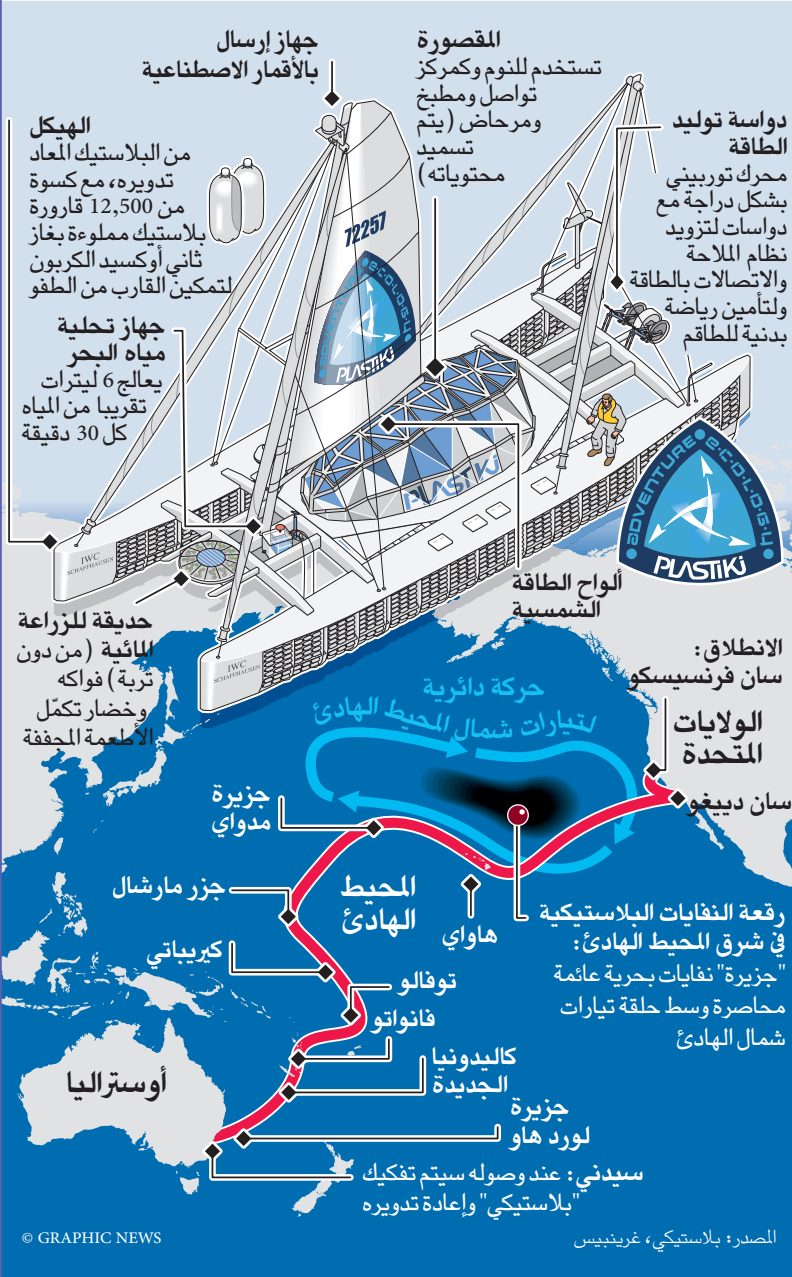 جهاز إرسال
بالأقمار الاصطناعية
المقصورة
تستخدم للنوم وكمركز
تواصل ومطبخ
ومرحاض (يتم
تسميد
محتوياته)
دواسة توليد
الطاقة
محرك توربيني
بشكل دراجة مع
دواسات لتزويد
نظام الملاحة
والاتصالات بالطاقة
ولتأمين رياضة
بدنية للطاقم
الهيكل
من البلاستيك المعاد
تدويره، مع كسوة
من 12,500 قارورة
بلاستيك مملوءة بغاز
ثاني أوكسيد الكربون
لتمكين القارب من الطفو
جهاز تحلية
مياه البحر
يعالج 6 ليترات
تقريبا من المياه
كل 30 دقيقة
72257
ADVENTURE ECOLOGY
PLASTIKI
PLASTIKI
ADVENTURE ECOLOGY
PLASTIKI
IWC
SCHAFFHAUSEN
IWC
SCHAFFHAUSEN
ألواح الطاقة
الشمسية
حديقة للزراعة
المائية (من دون
تربة) فواكه
وخضار تكمّل
الأطعمة المجففة
الانطلاق:
سان فرنسيسكو
الولايات
المتحدة
سان دييغو
حركة دائرية
لتيارات شمال المحيط الهادئ
جزيرة
مدواي
جزر مارشال
المحيط
الهادئ
هاواي
كيريباتي
توفالو
فانواتو
كاليدونيا
الجديدة
جزيرة
لورد هاو
أوستراليا
رقعة النفايات البلاستيكية
في شرق المحيط الهادئ:
"جزيرة" نفايات بحرية عائمة
محاصرة وسط حلقة تيارات
شمال الهادئ
سيدني: عند وصوله سيتم تفكيك
"بلاستيكي" وإعادة تدويره
المصدر: بلاستيكي، غرينبيس
© GRAPHIC NEWS